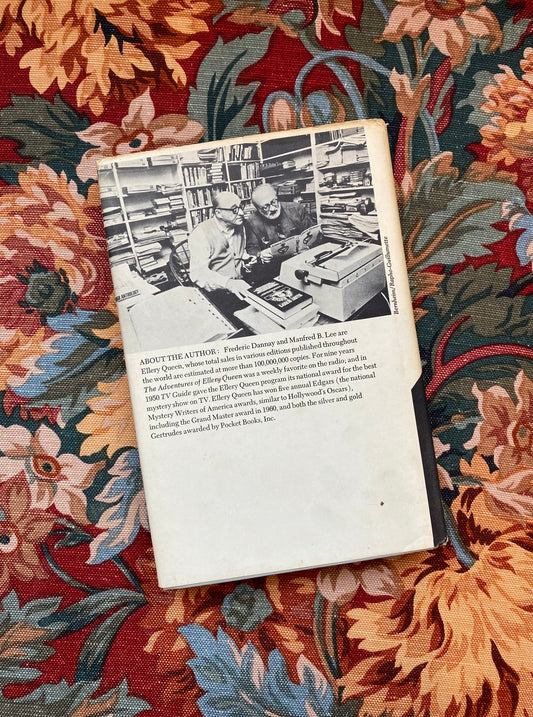 ABOUT THE AUTHOR: Frederic Dannay and Manfred B. Lee are
Ellery Queen, whose total sales in various editions published throughout
the world are estimated at more than 100,000,000 copies. For nine years
The Adventures of Ellery Queen was a weekly favorite on the radio; and in
1950 TV Guide gave the Ellery Queen program its national award for the best
mystery show on TV. Ellery Queen has won five annual Edgars (the national
Mystery Writers of America awards, similar to Hollywood's Oscars),
including the Grand Master award in 1960, and both the silver and gold
Gertrudes awarded by Pocket Books, Inc.
Bernheim/Rapho-Guillumette
ANTHOLOGY